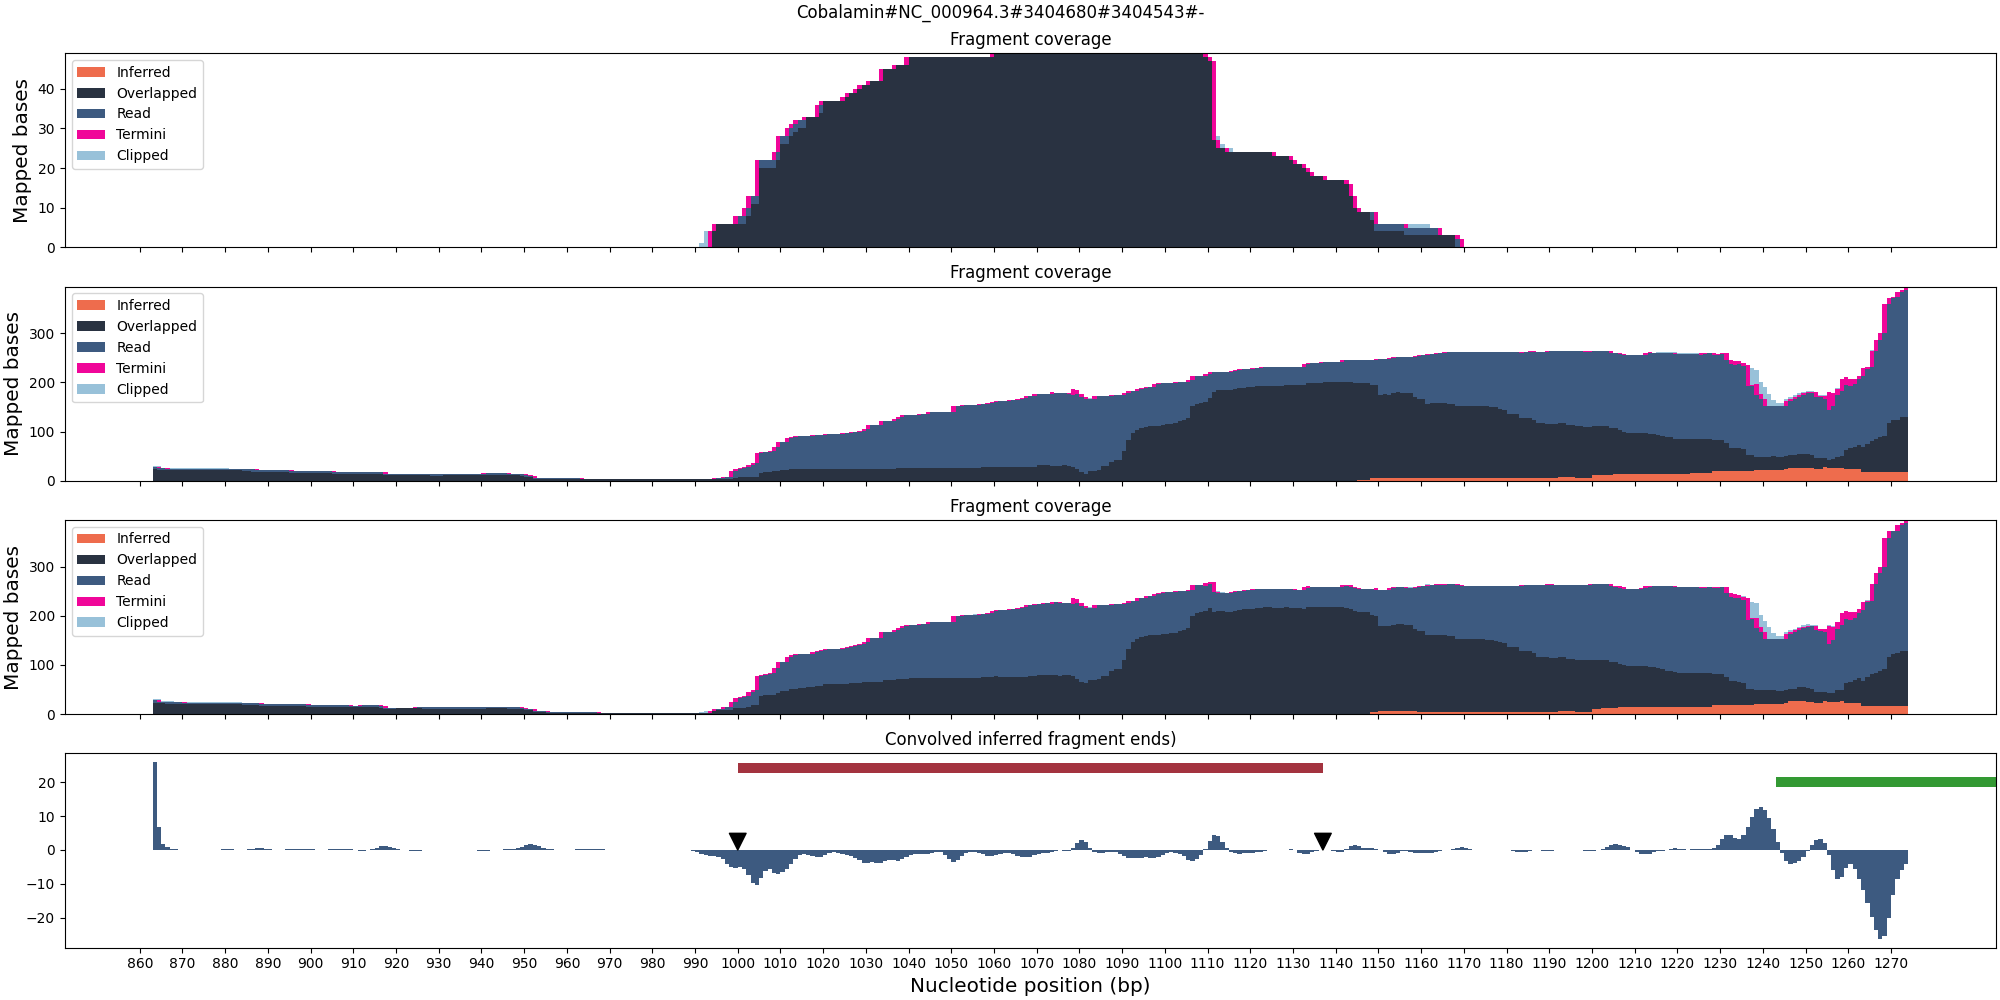 Cobalamin#NC_000964.3#3404680#3404543#-
Fragment coverage
Mapped bases
40
30
20
10
0
Inferred
Overlapped
Read
Termini
Clipped
Fragment coverage
Mapped bases
300
200
100
0
Inferred
Overlapped
Read
Termini
Clipped
Fragment coverage
Mapped bases
300
200
100
0
Inferred
Overlapped
Read
Termini
Clipped
Convolved inferred fragment ends)
20
10
0
−10
−20
860 870 880 890 900 910 920 930 940 950 960 970 980 990 1000 1010 1020 1030 1040 1050 1060 1070 1080 1090 1100 1110 1120 1130 1140 1150 1160 1170 1180 1190 1200 1210 1220 1230 1240 1250 1260 1270
Nucleotide position (bp)